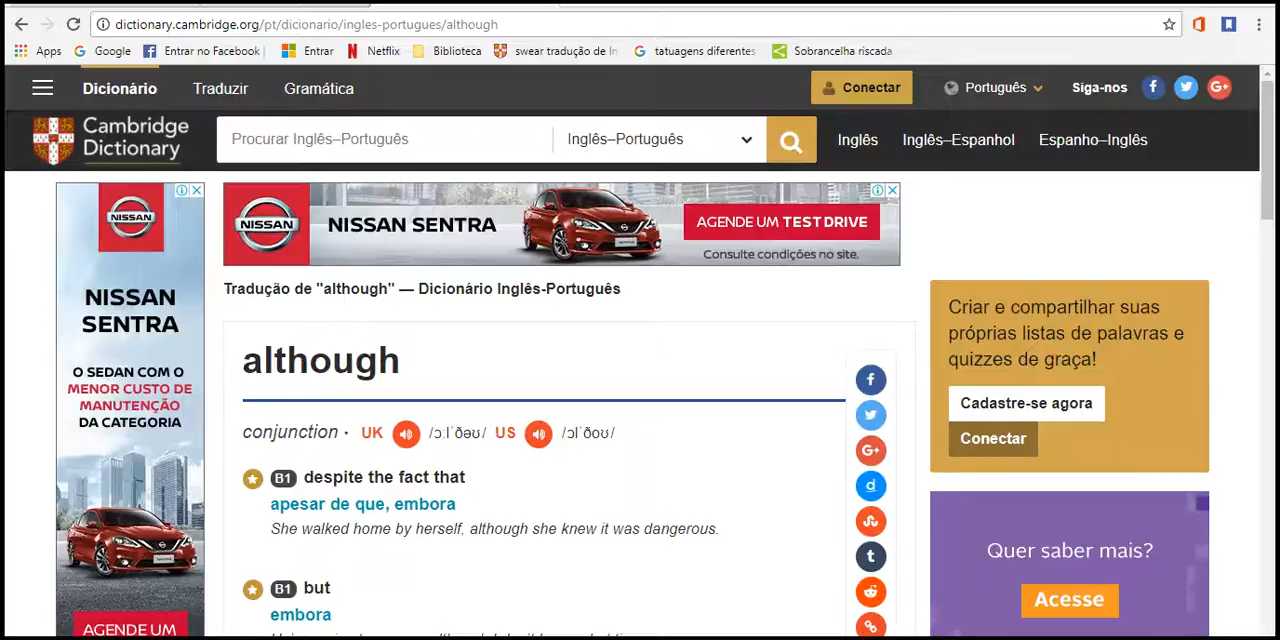 dictionary.cambridge.org/pt/dicionario/ingles-portugues/although
Apps Google Entrar no Facebook Entrar Netflix Biblioteca swear tradução de In tatuagens diferentes Sobrancelha riscada
Dicionário Traduzir Gramática Conectar Português Siga-nos
Cambridge
Dictionary
Procurar Inglês–Português Inglês–Português Inglês Inglês–Espanhol Espanho–Inglês
NISSAN
NISSAN
SENTRA
O SEDAN COM O
MENOR CUSTO DE
MANUTENÇÃO
DA CATEGORIA
AGENDE UM
NISSAN NISSAN SENTRA AGENDE UM TEST DRIVE
Consulte condições no site.
Tradução de "although" — Dicionário Inglês-Português
although
conjunction · UK /ɔːlˈðəʊ/ US /ɔlˈðoʊ/
B1 despite the fact that
apesar de que, embora
She walked home by herself, although she knew it was dangerous.
B1 but
embora
Criar e compartilhar suas
próprias listas de palavras e
quizzes de graça!
Cadastre-se agora
Conectar
Quer saber mais?
Acesse